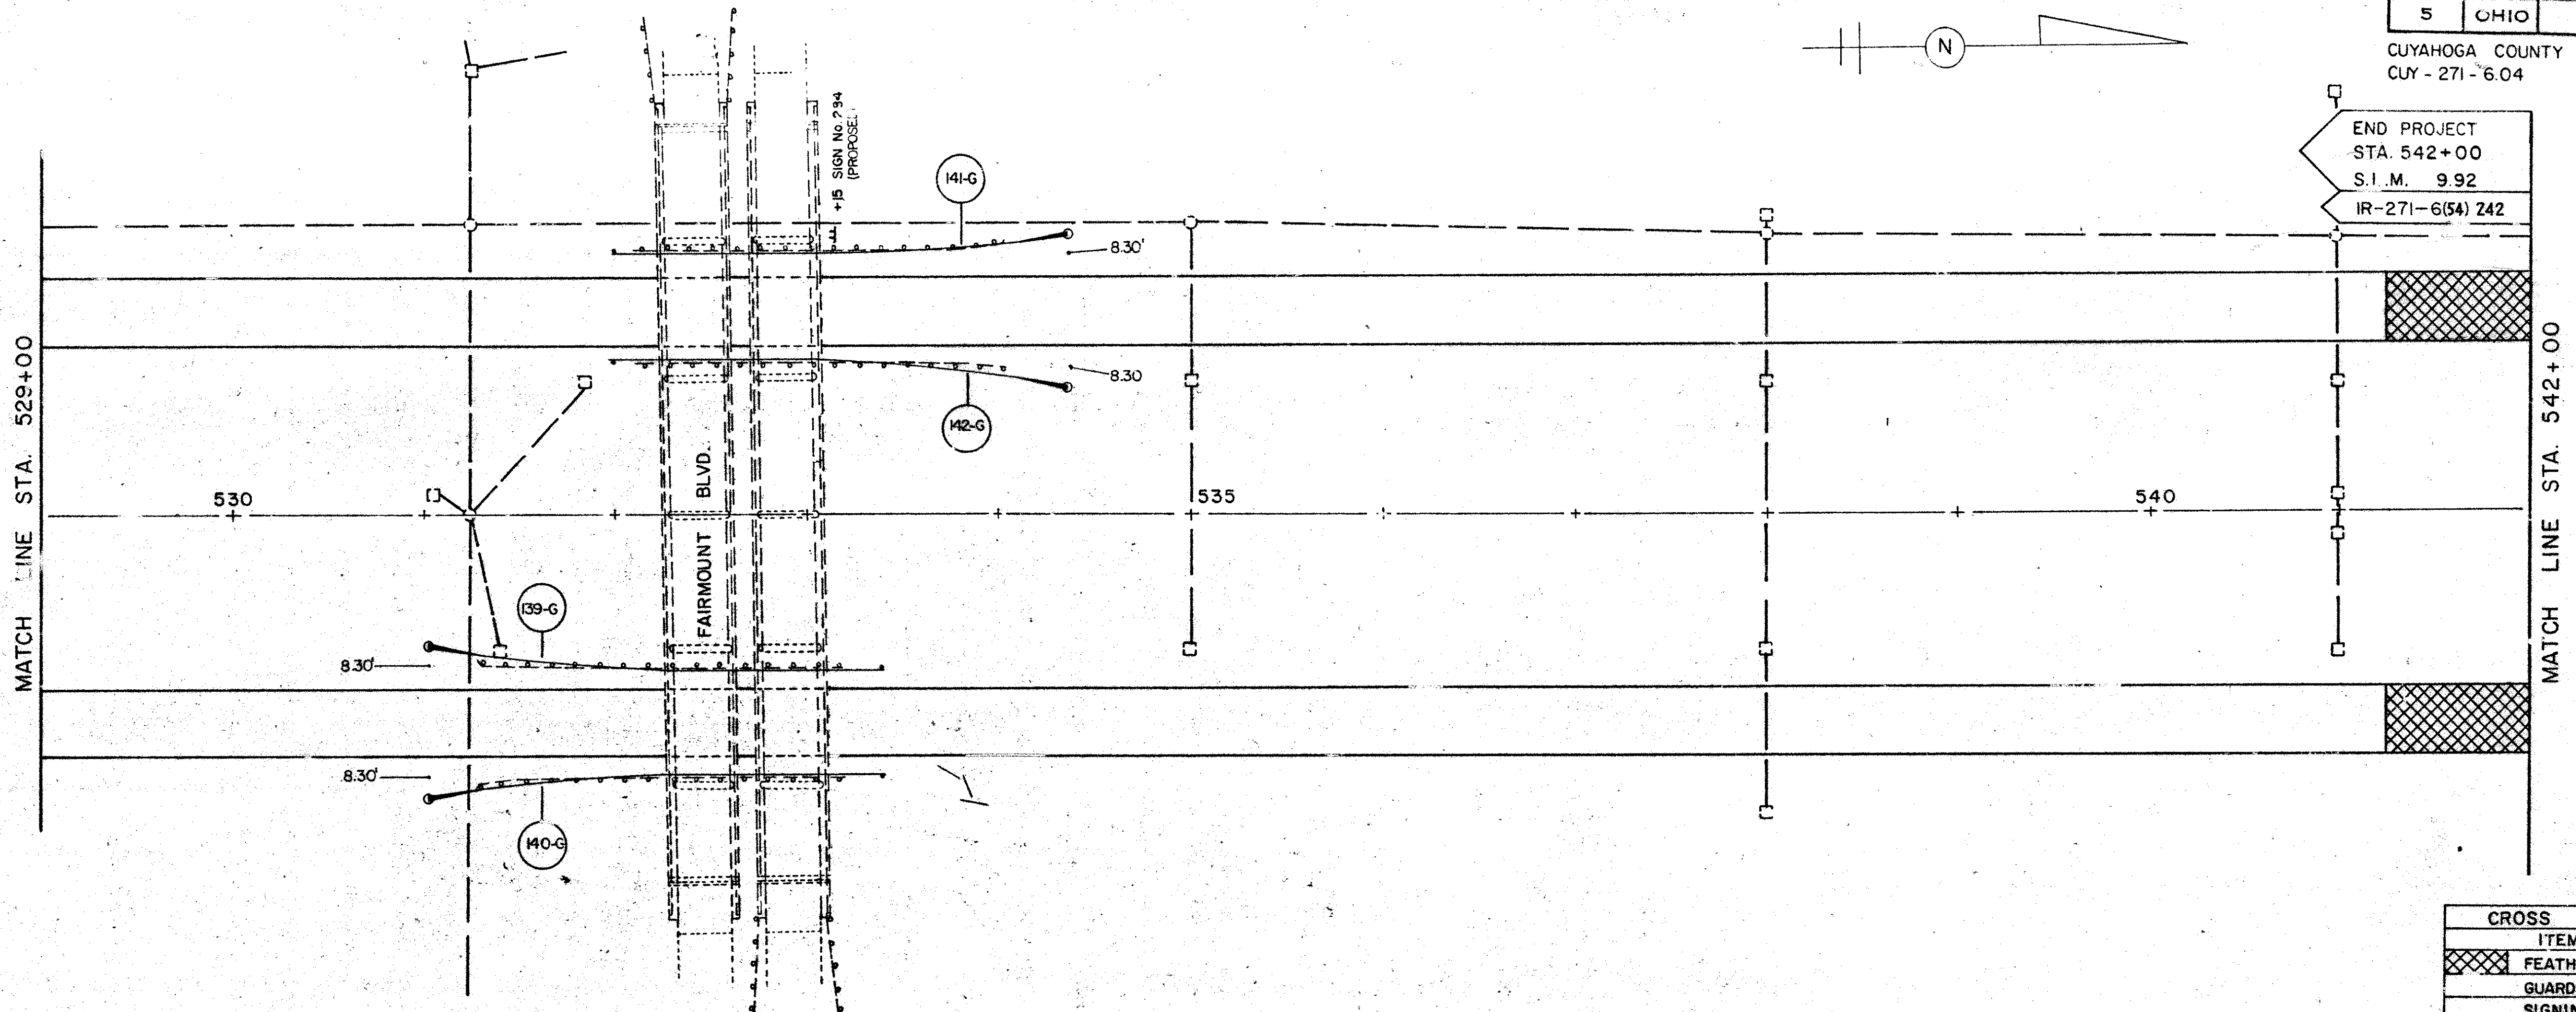 5 OHIO
CUYAHOGA COUNTY
CUY - 271 - 6.04
N
END PROJECT
STA. 542+00
S.I.M. 9.92
IR-271-6(54) 242
+15 SIGN No. 294
(PROPOSED)
141-G
8.30'
8.30
142-G
MATCH LINE STA. 529+00
530
535
540
MATCH LINE STA. 542+00
FAIRMOUNT BLVD.
139-G
8.30'
8.30'
140-G
CROSS
ITEM
FEATH
GUARD
SIGNIN